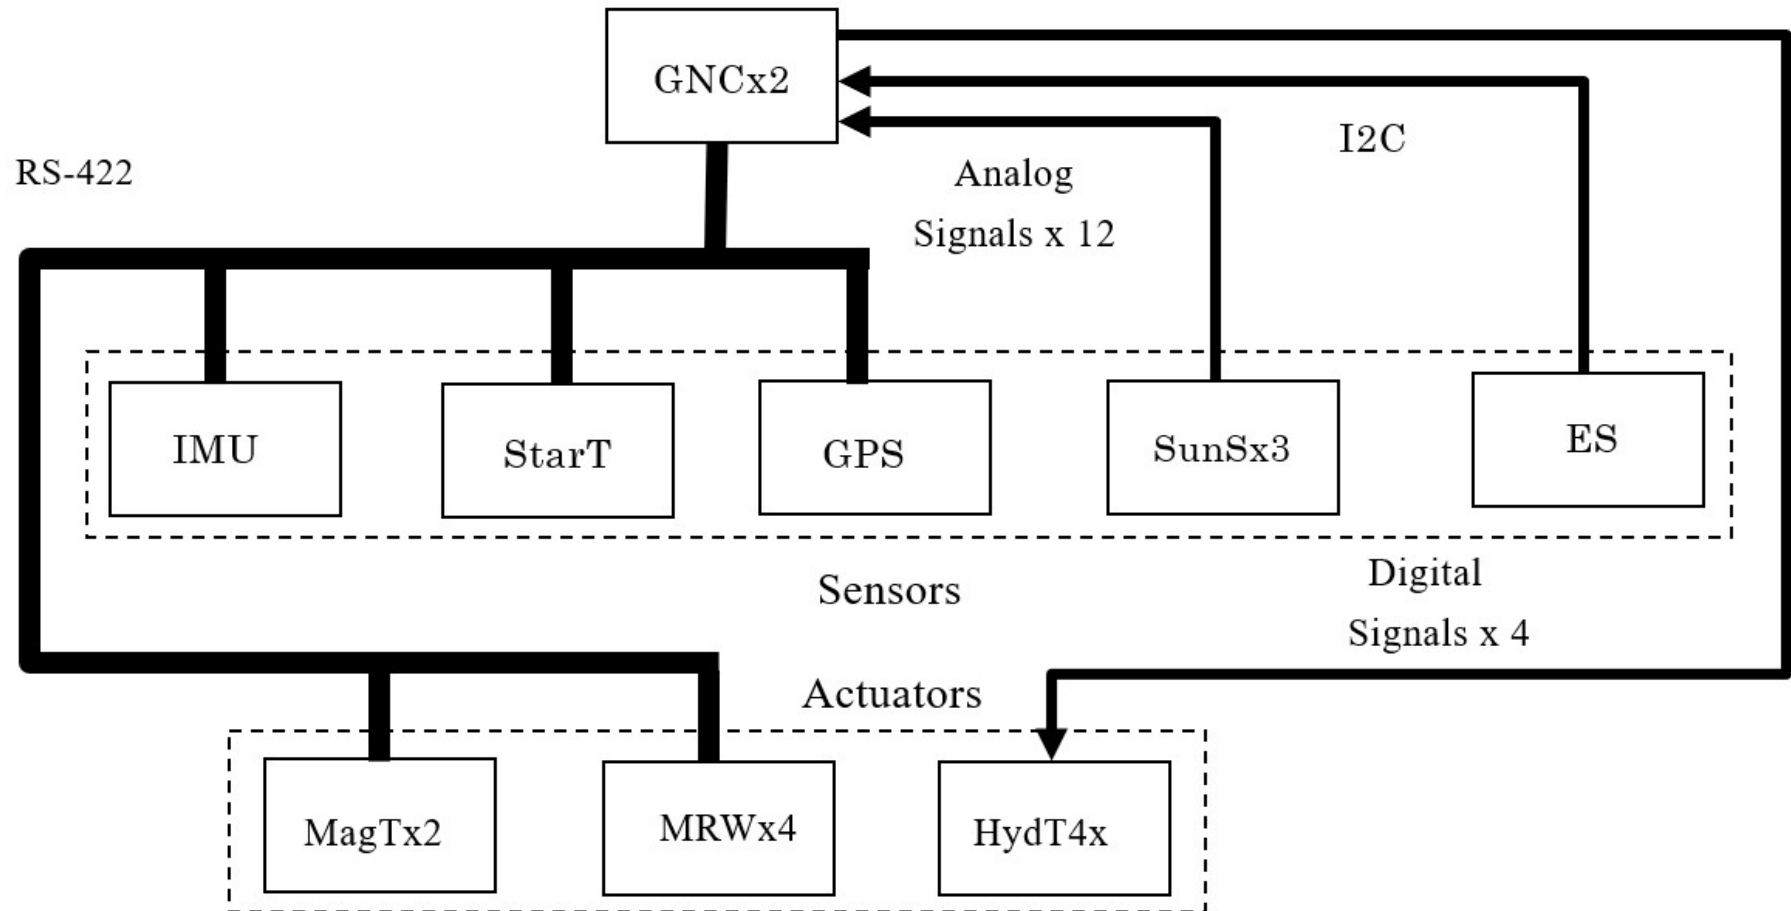 GNCx2
I2C
RS-422
Analog
Signals x 12
IMU
StarT
GPS
SunSx3
ES
Sensors
Digital
Signals x 4
Actuators
MagTx2
MRWx4
HydT4x